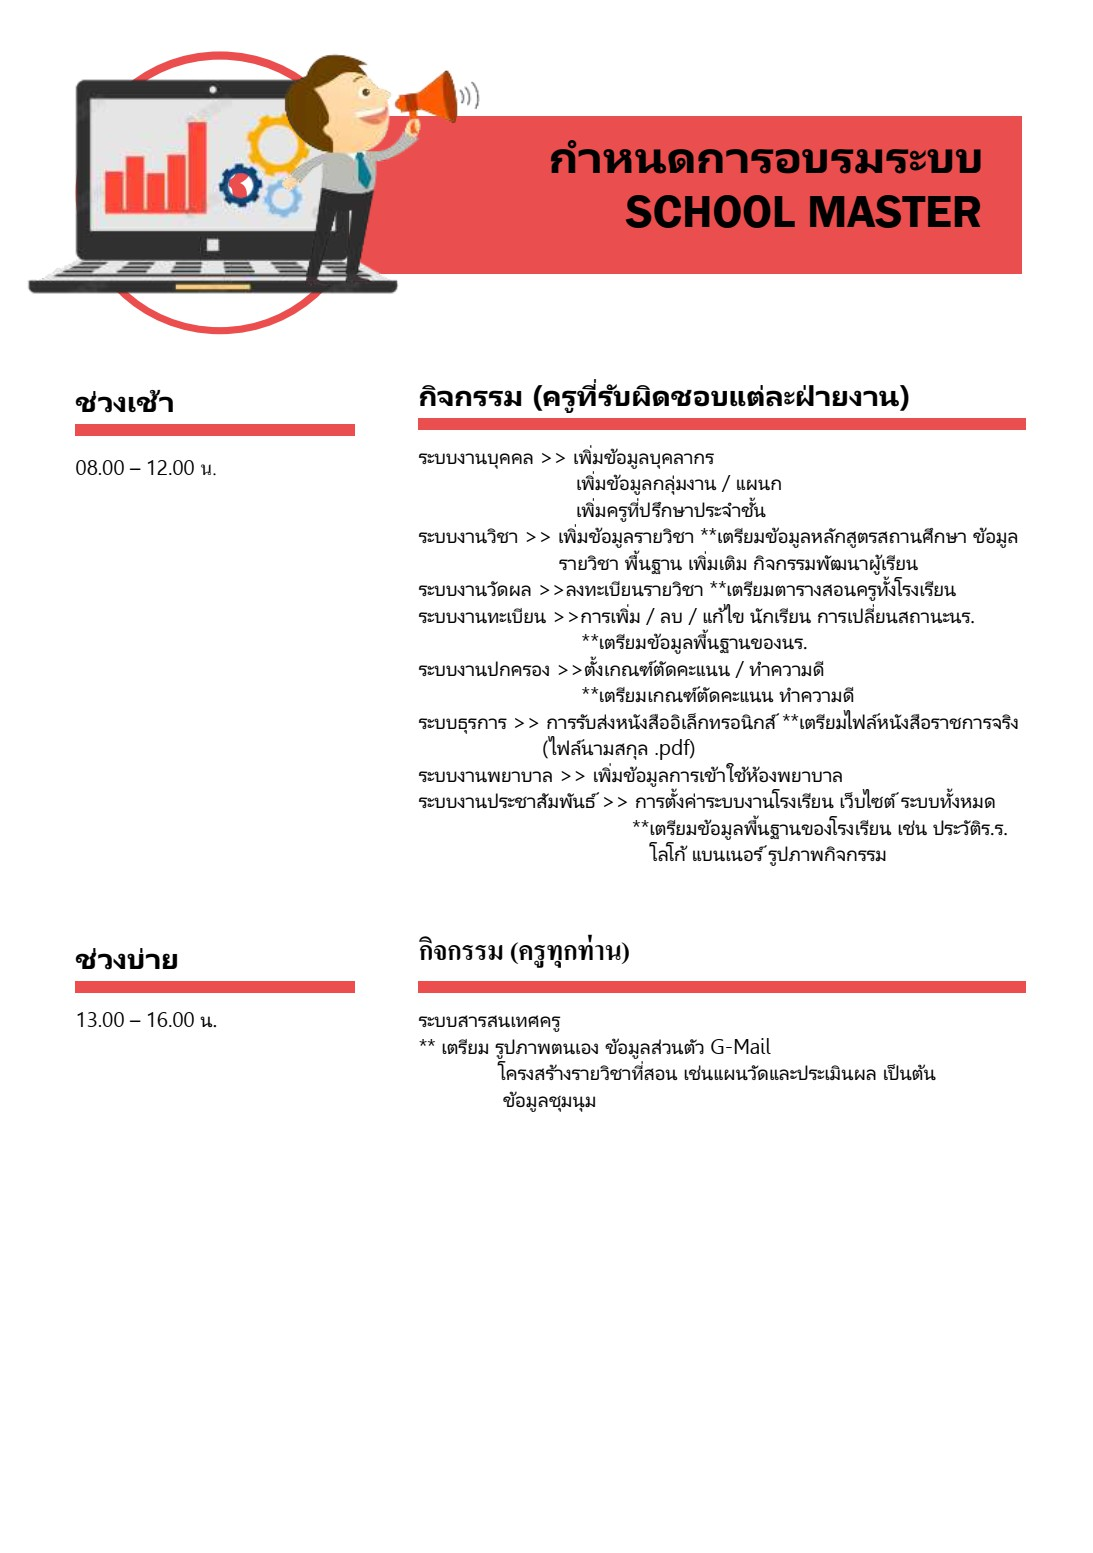 กำหนดการอบรมระบบ
SCHOOL MASTER
ช่วงเช้า
08.00 – 12.00 น.
กิจกรรม (ครูที่รับผิดชอบแต่ละฝ่ายงาน)
ระบบงานบุคคล >> เพิ่มข้อมูลบุคลากร
เพิ่มข้อมูลกลุ่มงาน / แผนก
เพิ่มครูที่ปรึกษาประจำชั้น
ระบบงานวิชา >> เพิ่มข้อมูลรายวิชา **เตรียมข้อมูลหลักสูตรสถานศึกษา ข้อมูล
รายวิชา พื้นฐาน เพิ่มเติม กิจกรรมพัฒนาผู้เรียน
ระบบงานวัดผล >>ลงทะเบียนรายวิชา **เตรียมตารางสอนครูทั้งโรงเรียน
ระบบงานทะเบียน >>การเพิ่ม / ลบ / แก้ไข นักเรียน การเปลี่ยนสถานะนร.
**เตรียมข้อมูลพื้นฐานของนร.
ระบบงานปกครอง >>ตั้งเกณฑ์ตัดคะแนน / ทำความดี
**เตรียมเกณฑ์ตัดคะแนน ทำความดี
ระบบธุรการ >> การรับส่งหนังสืออิเล็กทรอนิกส์ **เตรียมไฟล์หนังสือราชการจริง
(ไฟล์นามสกุล .pdf)
ระบบงานพยาบาล >> เพิ่มข้อมูลการเข้าใช้ห้องพยาบาล
ระบบงานประชาสัมพันธ์ >> การตั้งค่าระบบงานโรงเรียน เว็บไซต์ ระบบทั้งหมด
**เตรียมข้อมูลพื้นฐานของโรงเรียน เช่น ประวัติร.ร.
โลโก้ แบนเนอร์ รูปภาพกิจกรรม
ช่วงบ่าย
13.00 – 16.00 น.
กิจกรรม (ครูทุกท่าน)
ระบบสารสนเทศครู
** เตรียม รูปภาพตนเอง ข้อมูลส่วนตัว G-Mail
โครงสร้างรายวิชาที่สอน เช่นแผนวัดและประเมินผล เป็นต้น
ข้อมูลชุมนุม